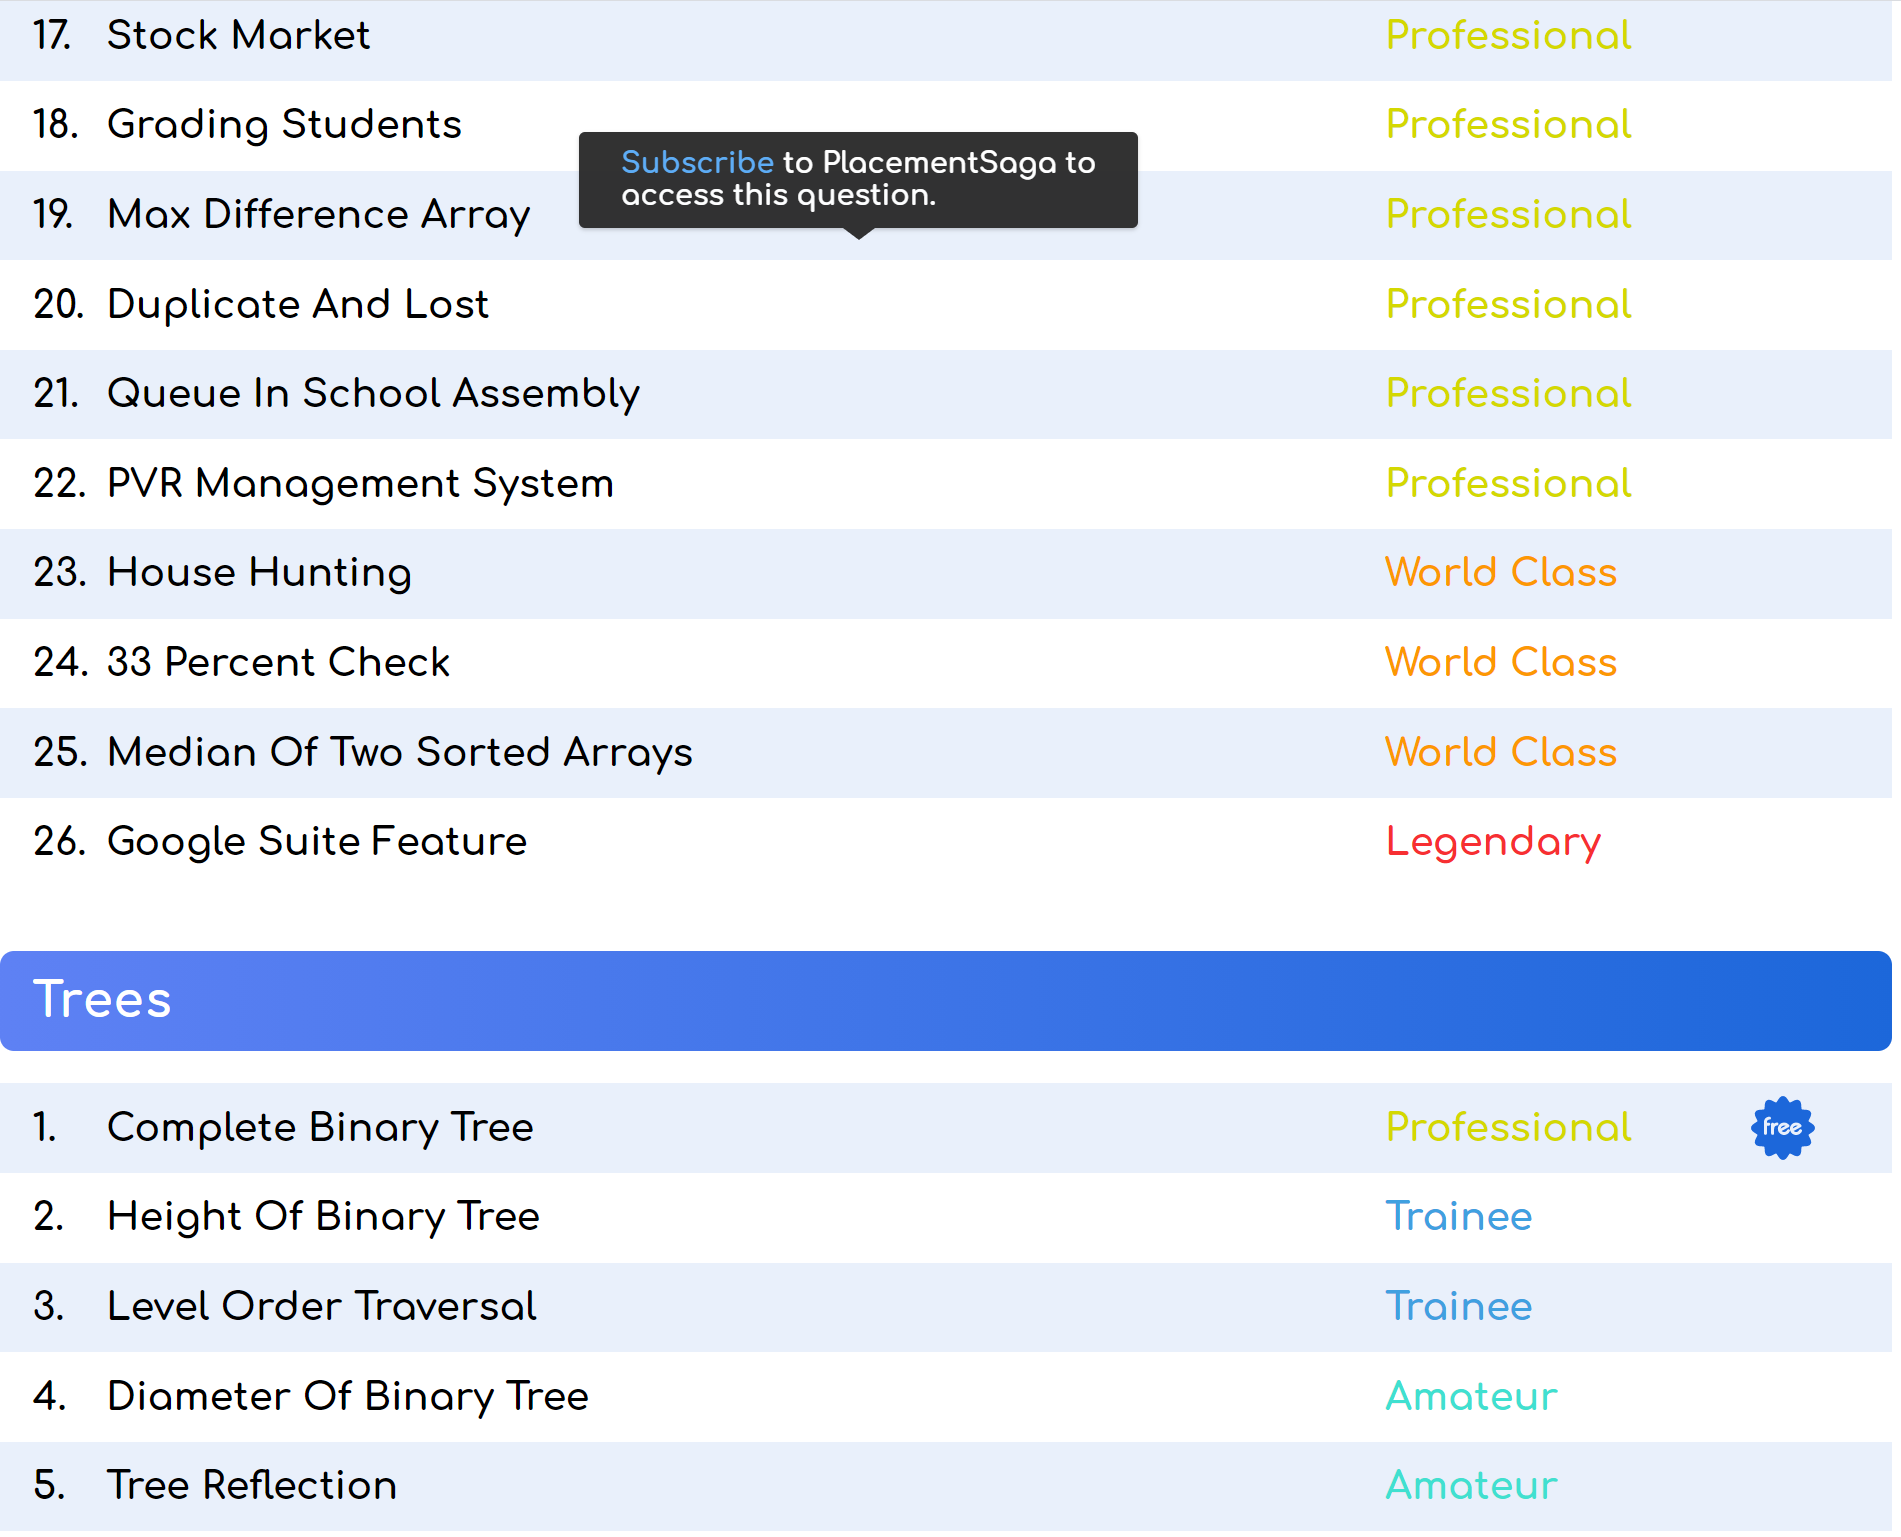 17. Stock Market Professional
18. Grading Students Professional
Subscribe to PlacementSaga to
access this question.
19. Max Difference Array Professional
20. Duplicate And Lost Professional
21. Queue In School Assembly Professional
22. PVR Management System Professional
23. House Hunting World Class
24. 33 Percent Check World Class
25. Median Of Two Sorted Arrays World Class
26. Google Suite Feature Legendary
Trees
1. Complete Binary Tree Professional free
2. Height Of Binary Tree Trainee
3. Level Order Traversal Trainee
4. Diameter Of Binary Tree Amateur
5. Tree Reflection Amateur